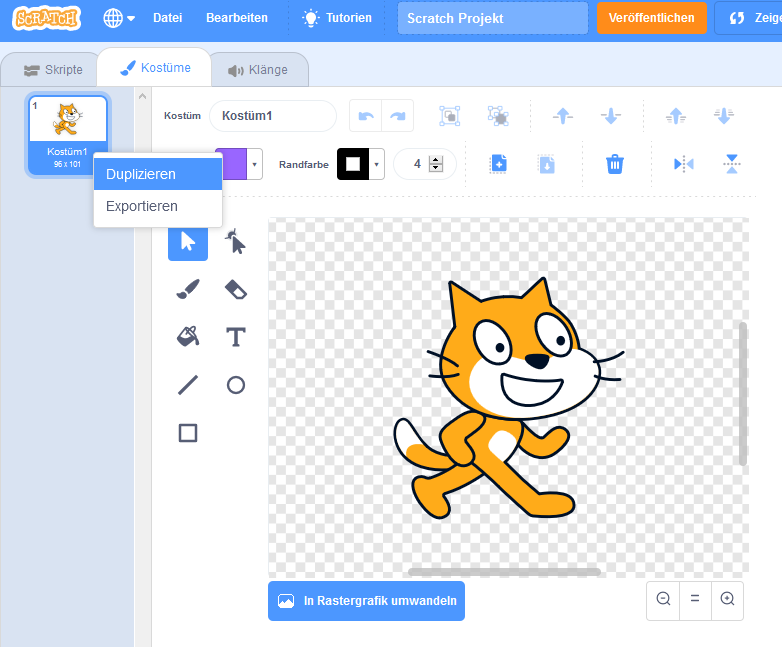 SCRATCH
Datei
Bearbeiten
Tutorien
Scratch Projekt
Veröffentlichen
Skripte
Kostüme
Klänge
1
Kostüm1
96 x 101
Kostüm
Kostüm1
Randfarbe
4
Duplizieren
Exportieren
T
In Rastergrafik umwandeln